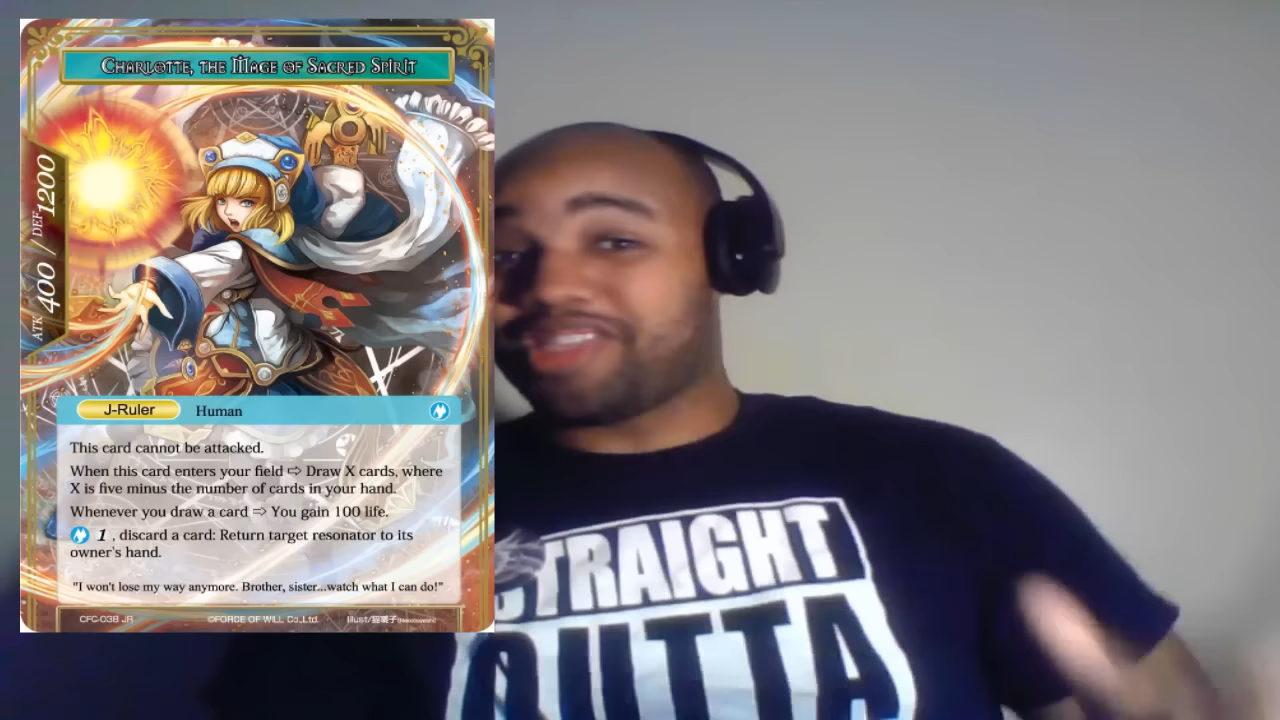 Charlotte, the Mage of Sacred Spirit
ATK 400 / DEF 1200
J-Ruler Human
This card cannot be attacked.
When this card enters your field ⇨ Draw X cards, where
X is five minus the number of cards in your hand.
Whenever you draw a card ⇨ You gain 100 life.
1 , discard a card: Return target resonator to its
owner's hand.
"I won't lose my way anymore. Brother, sister...watch what I can do!"
CFC-038 JR ©FORCE OF WILL Co.,Ltd. Illust/
STRAIGHT
OUTTA